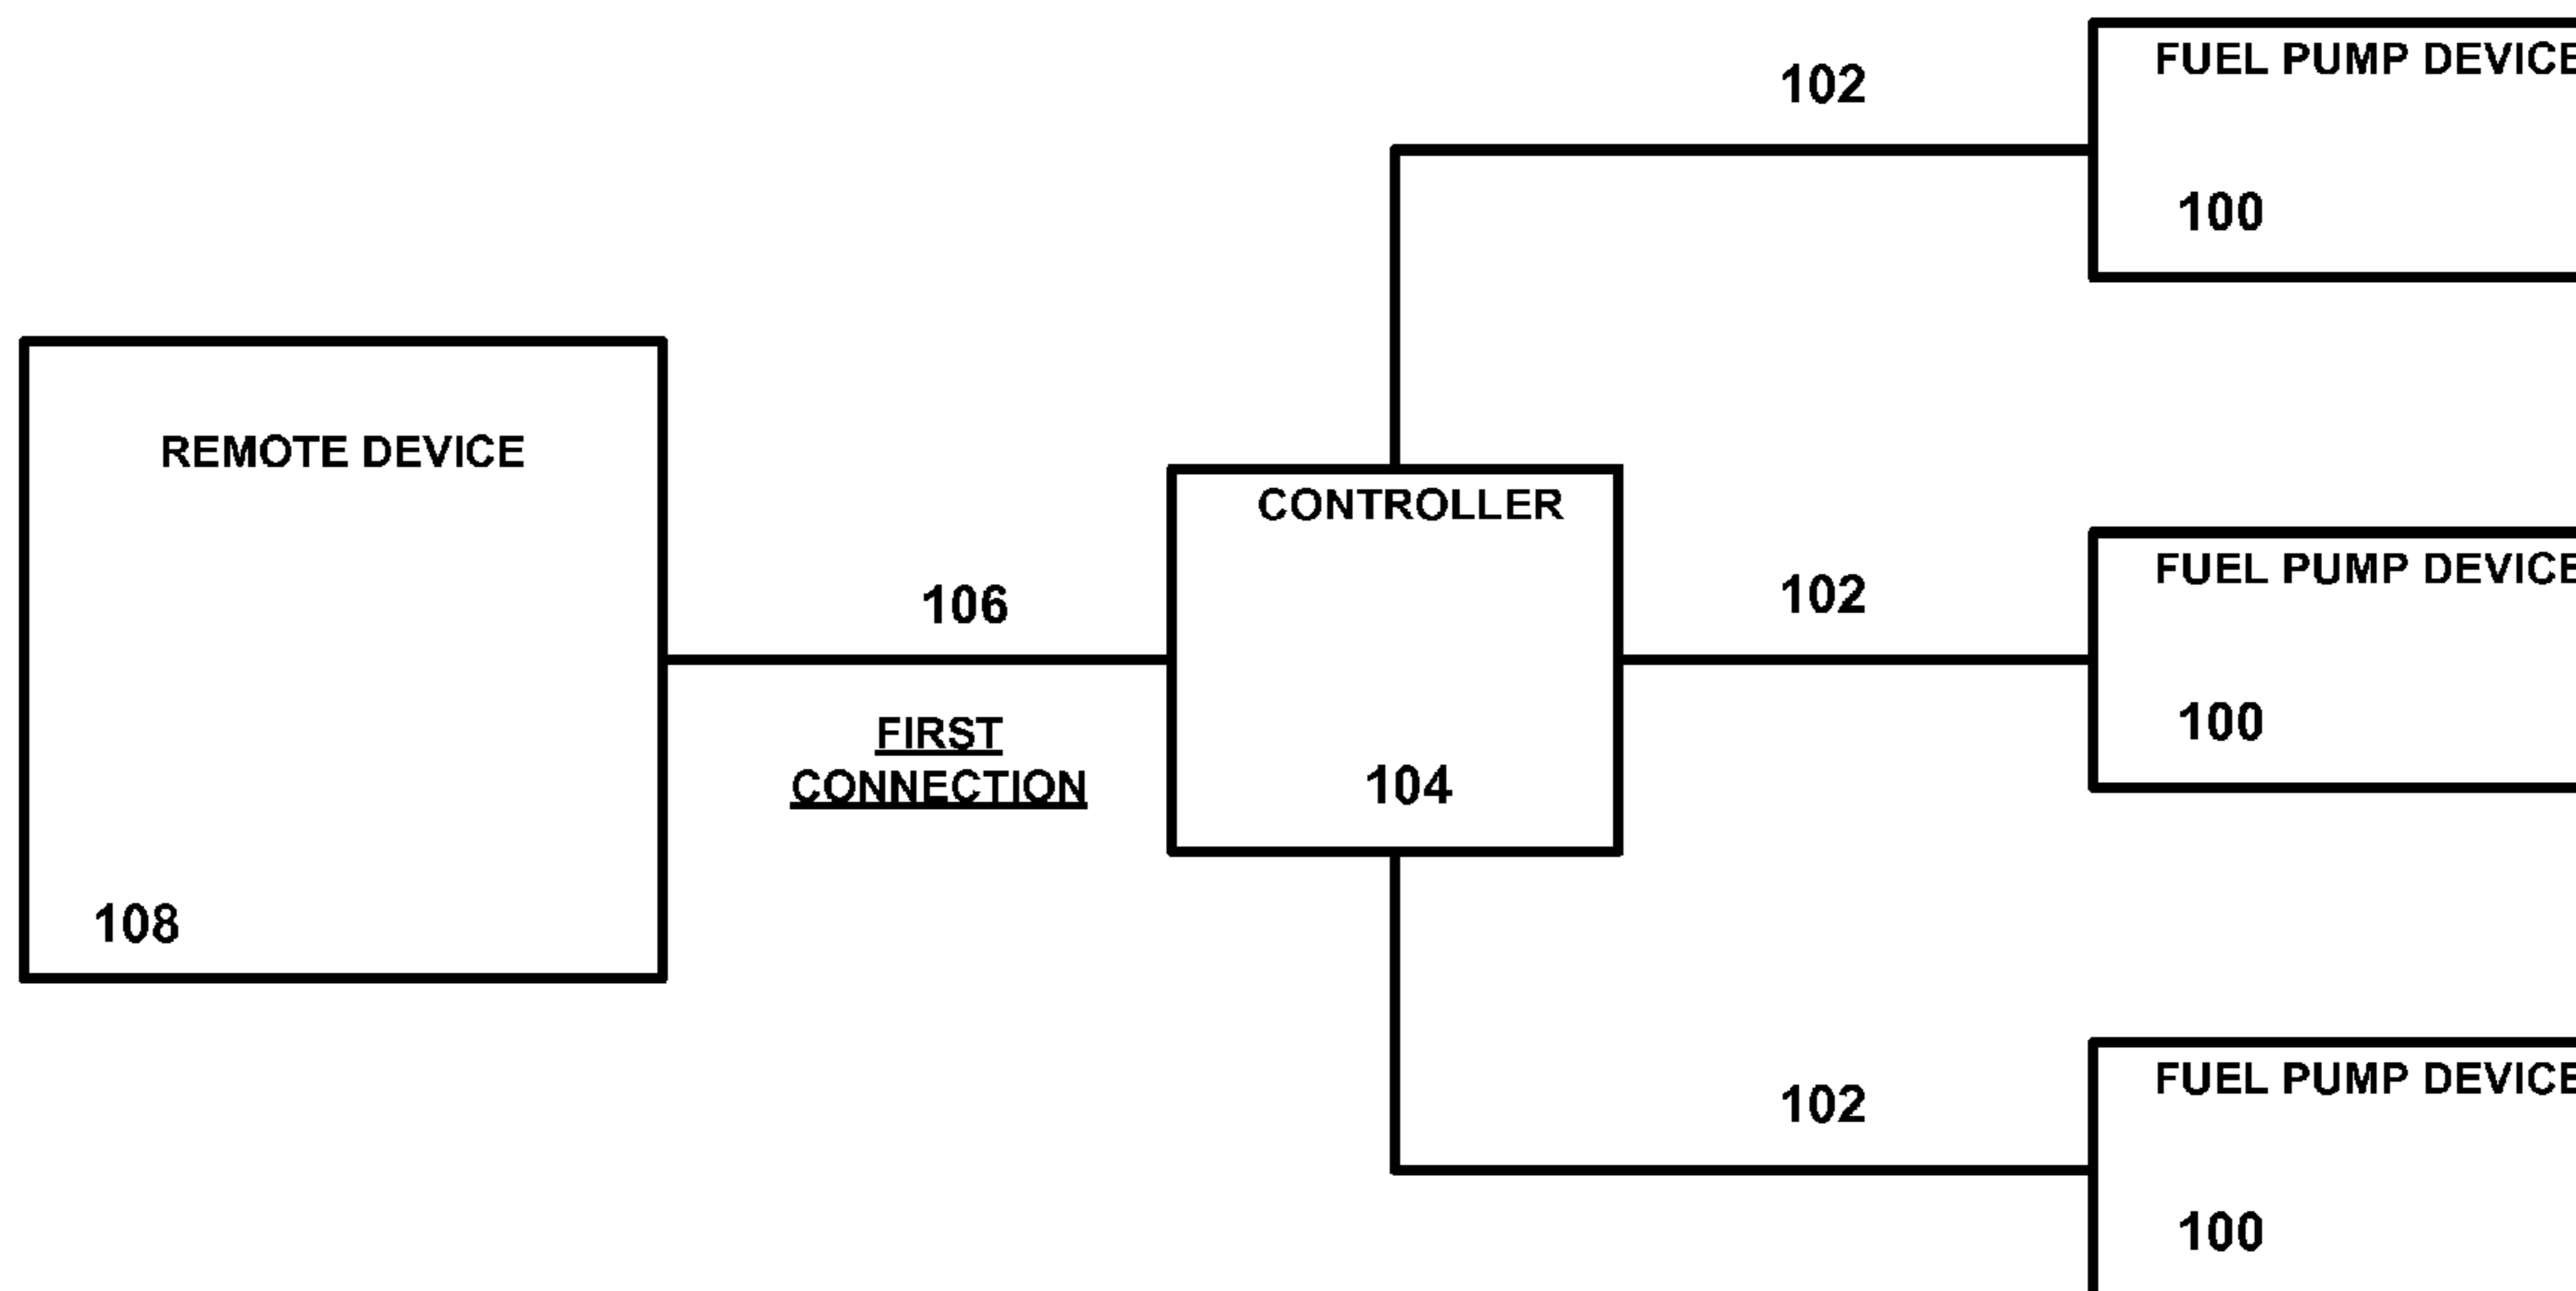 102
FUEL PUMP DEVICE
100
REMOTE DEVICE
108
106
FIRST
CONNECTION
CONTROLLER
104
102
FUEL PUMP DEVICE
100
102
FUEL PUMP DEVICE
100